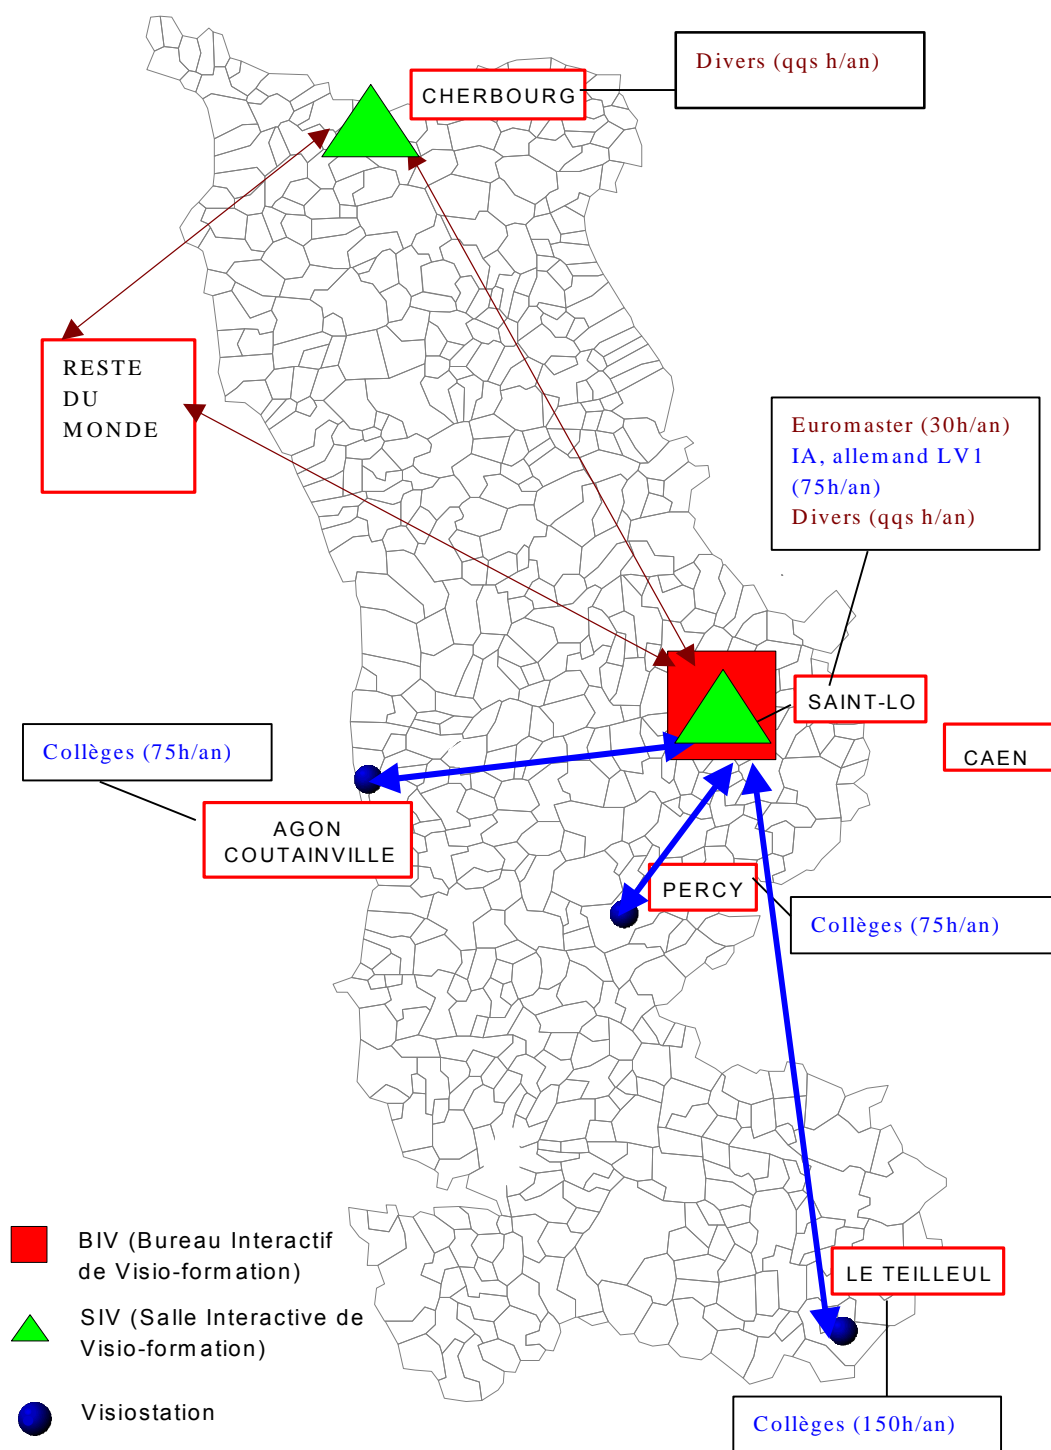 Divers (qqs h/an)
CHERBOURG
RESTE
DU
MONDE
Euromaster (30h/an)
IA, allemand LV1
(75h/an)
Divers (qqs h/an)
SAINT-LO
CAEN
Collèges (75h/an)
AGON
COUTAINVILLE
PERCY
Collèges (75h/an)
BIV (Bureau Interactif
de Visio-formation)
SIV (Salle Interactive de
Visio-formation)
Visiostation
LE TEILLEUL
Collèges (150h/an)